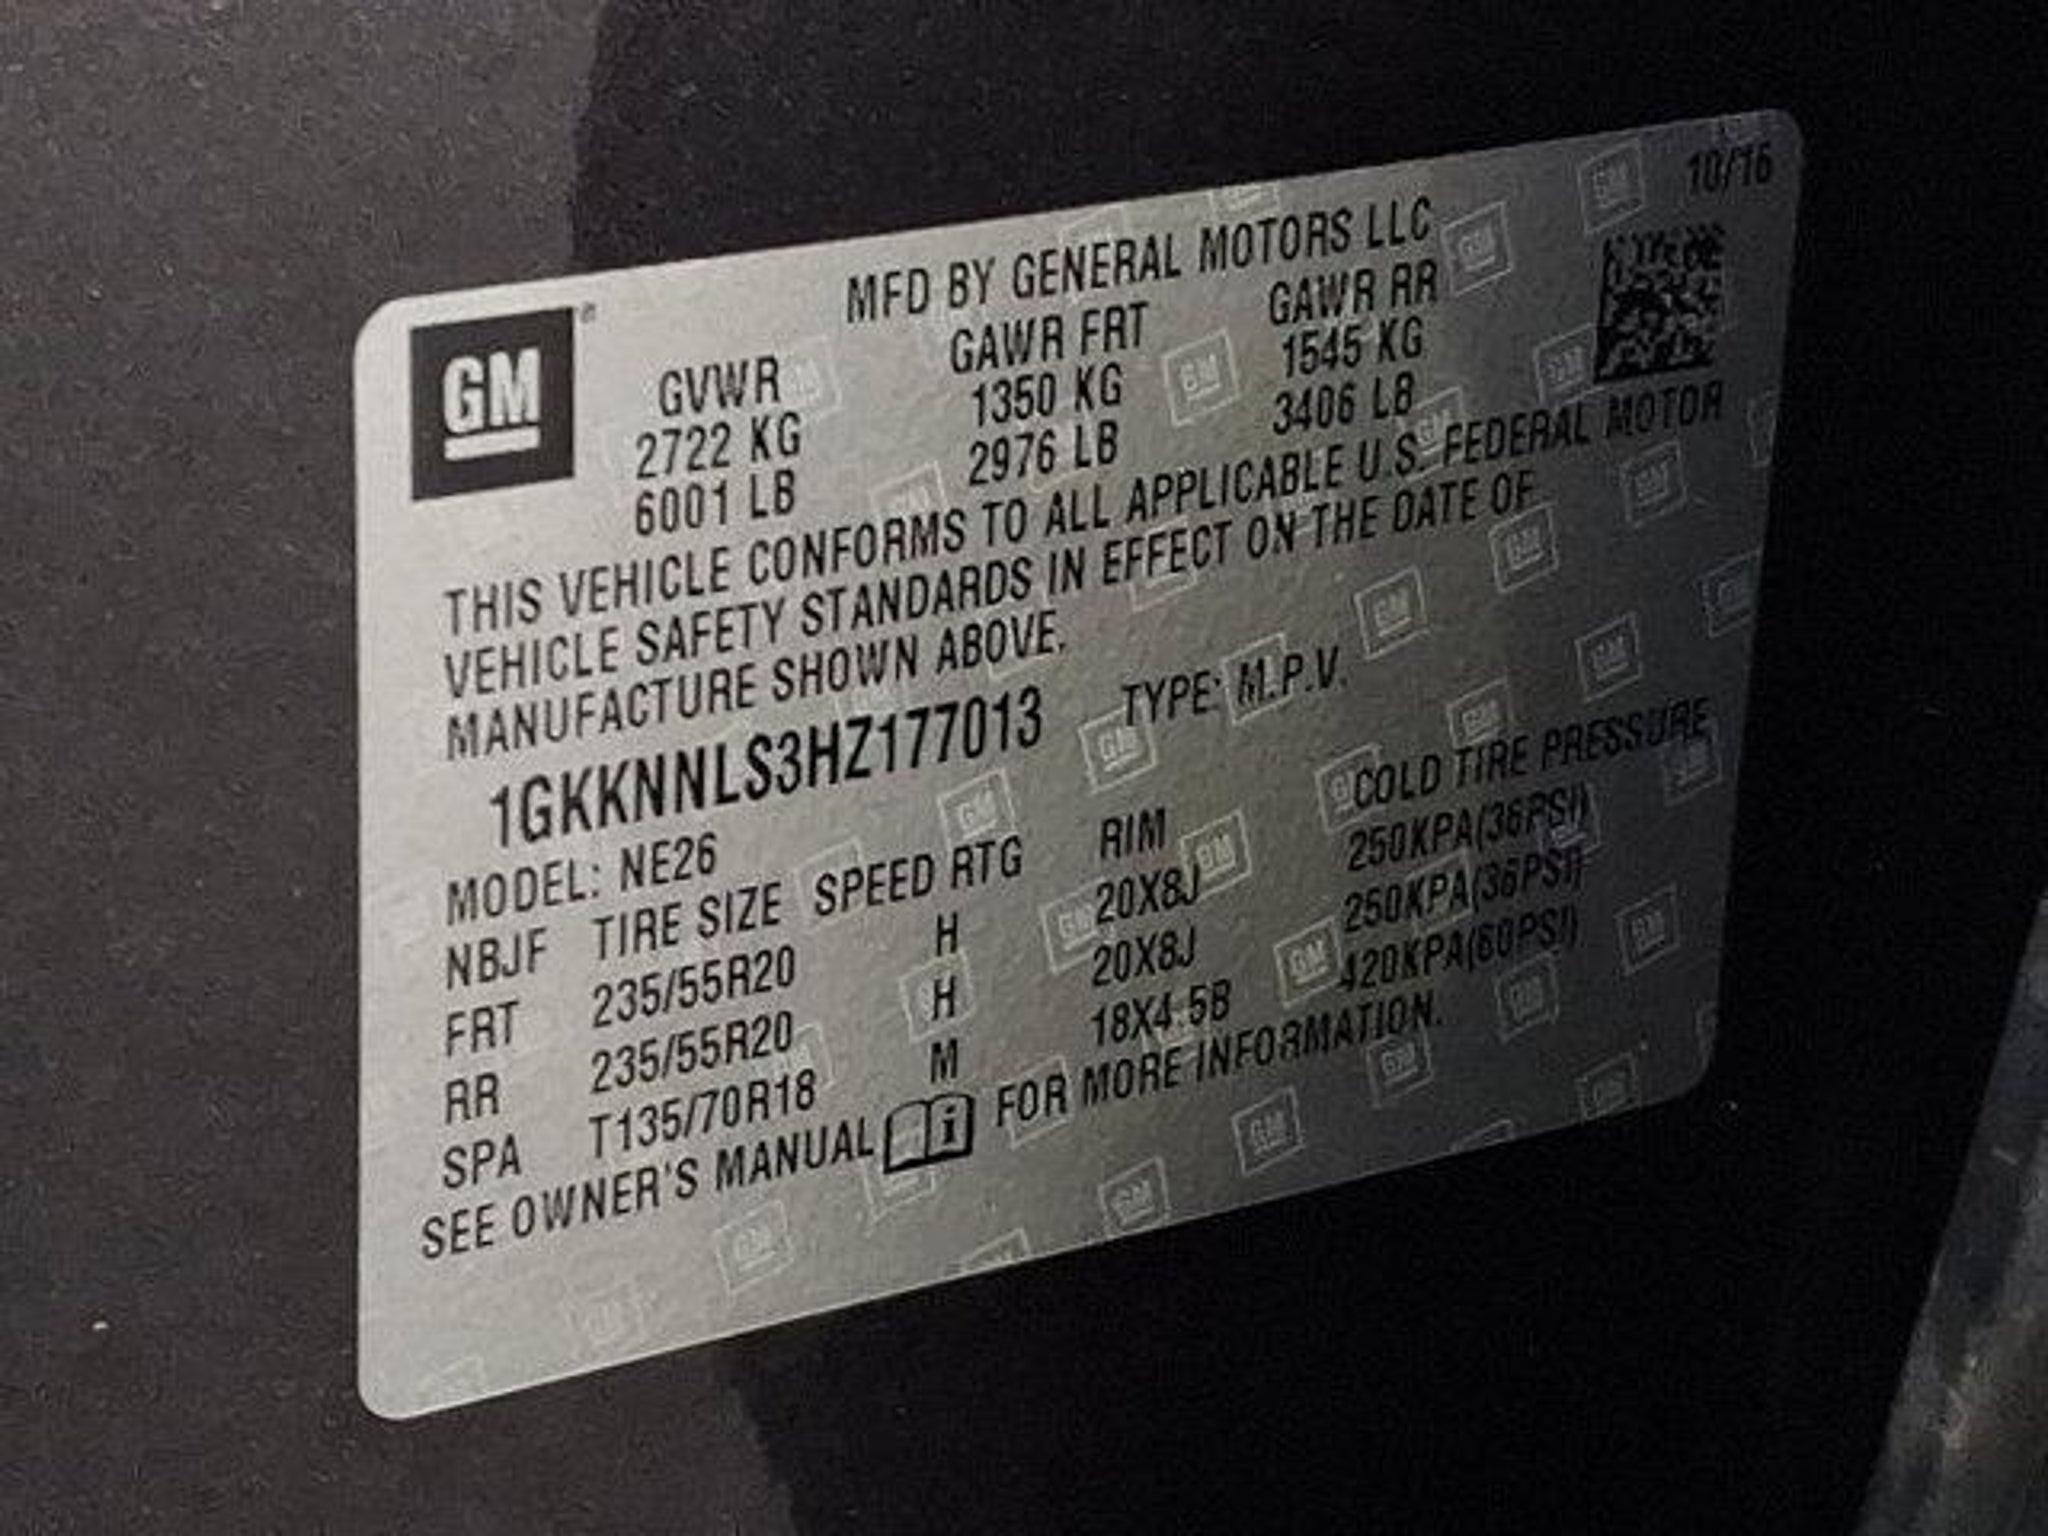 10/16
MFD BY GENERAL MOTORS LLC
GM
GVWR GAWR FRT GAWR RR
2722 KG 1350 KG 1545 KG
6001 LB 2976 LB 3406 LB
THIS VEHICLE CONFORMS TO ALL APPLICABLE U.S. FEDERAL MOTOR
VEHICLE SAFETY STANDARDS IN EFFECT ON THE DATE OF
MANUFACTURE SHOWN ABOVE.
1GKKNNLS3HZ177013 TYPE: M.P.V.
MODEL: NE26
NBJF TIRE SIZE SPEED RTG RIM COLD TIRE PRESSURE
FRT 235/55R20 H 20X8J 250KPA(36PSI)
RR 235/55R20 H 20X8J 250KPA(36PSI)
SPA T135/70R18 M 18X4.5B 420KPA(60PSI)
SEE OWNER'S MANUAL i FOR MORE INFORMATION.